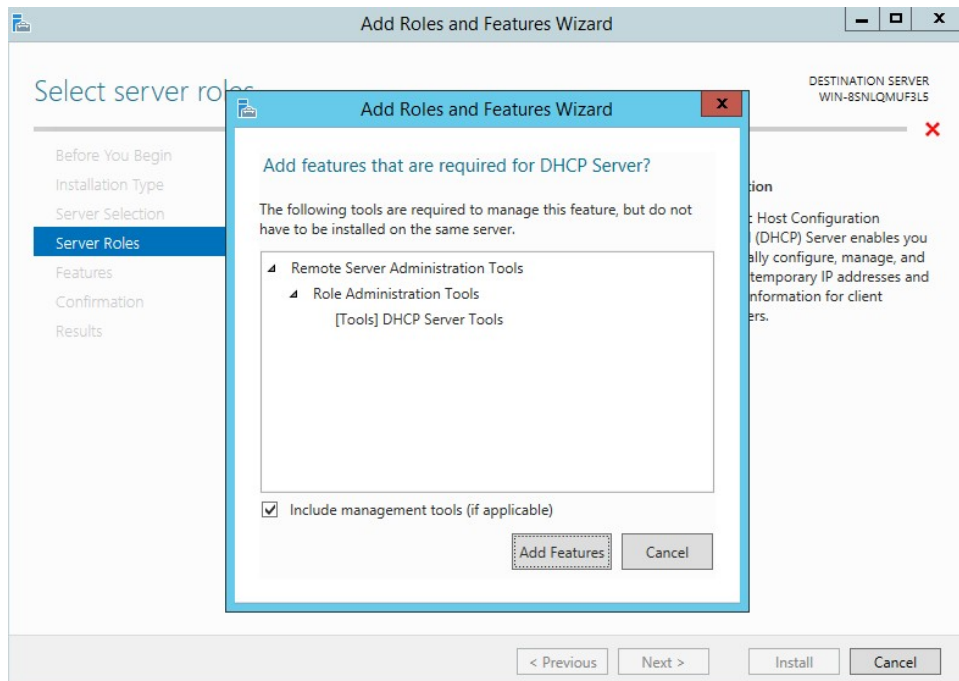 Add Roles and Features Wizard
Select server roles
DESTINATION SERVER
WIN-8SNLQMUF3L5
Before You Begin
Installation Type
Server Selection
Server Roles
Features
Confirmation
Results
Add Roles and Features Wizard
Add features that are required for DHCP Server?
The following tools are required to manage this feature, but do not
have to be installed on the same server.
Remote Server Administration Tools
Role Administration Tools
[Tools] DHCP Server Tools
Include management tools (if applicable)
Add Features
Cancel
Host Configuration
(DHCP) Server enables you
configure, manage, and
temporary IP addresses and
information for client
< Previous
Next >
Install
Cancel